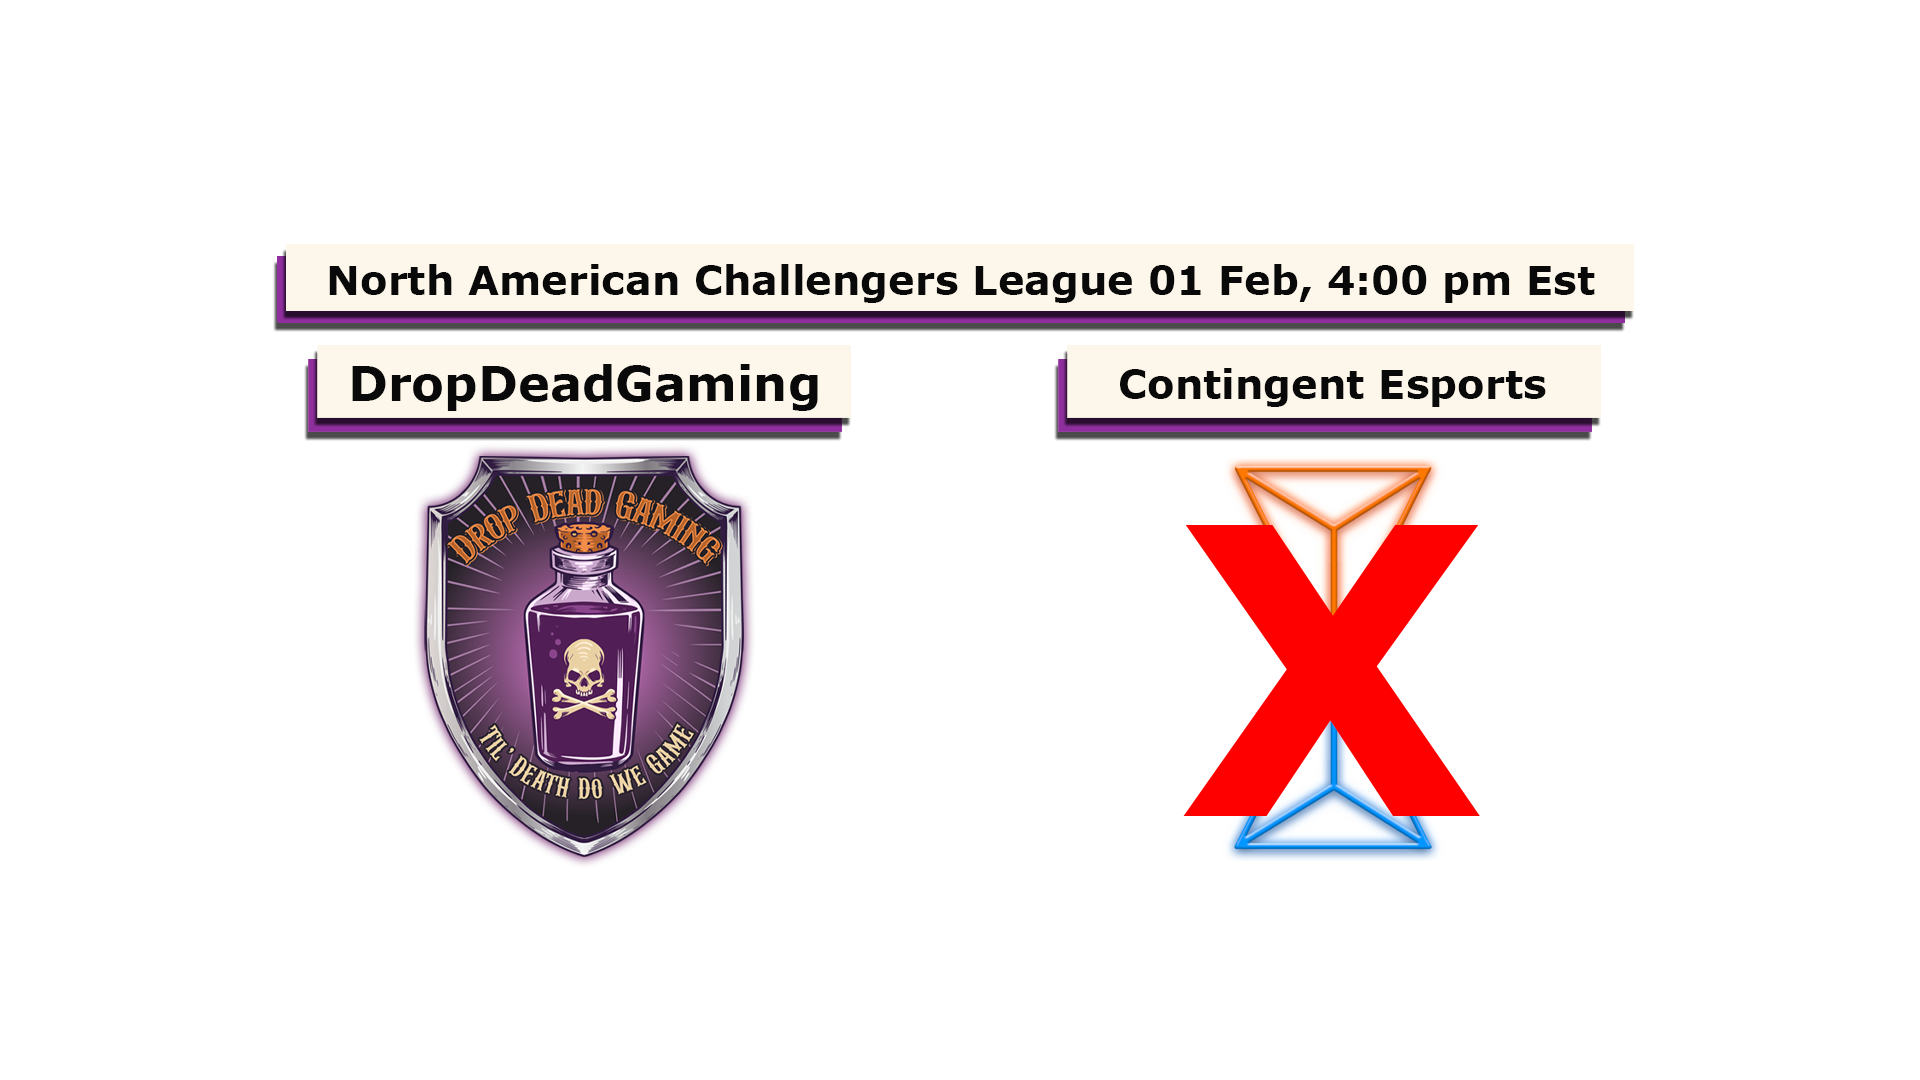 North American Challengers League 01 Feb, 4:00 pm Est
DropDeadGaming
Contingent Esports
DROP DEAD GAMING
TIL' DEATH DO WE GAME
X